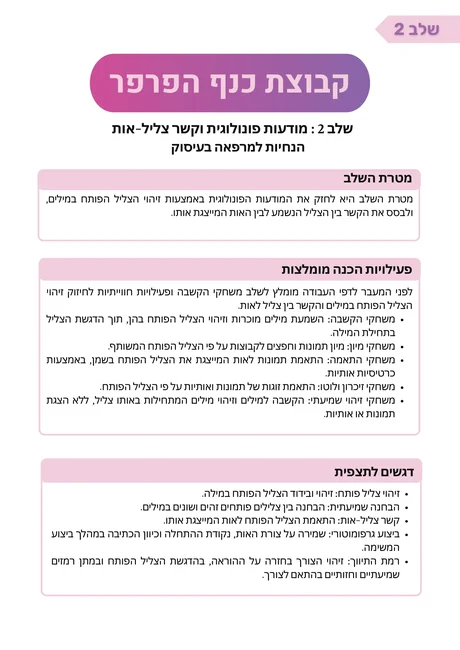 שלב 2
קבוצת כנף הפרפר
שלב 2 : מודעות פונולוגית וקשר צליל-אות
הנחיות למרפאה בעיסוק
מטרת השלב
מטרת השלב היא לחזק את המודעות הפונולוגית באמצעות זיהוי הצליל הפותח במילים,
ולבסס את הקשר בין הצליל הנשמע לבין האות המייצגת אותו.
פעילויות הכנה מומלצות
לפני המעבר לדפי העבודה מומלץ לשלב משחקי הקשבה ופעילויות חווייתיות לחיזוק זיהוי
הצליל הפותח במילים והקשר בין צליל לאות.
• משחקי הקשבה: השמעת מילים מוכרות וזיהוי הצליל הפותח בהן, תוך הדגשת הצליל
בתחילת המילה.
• משחקי מיון: מיון תמונות וחפצים לקבוצות על פי הצליל הפותח המשותף.
• משחקי התאמה: התאמת תמונות לאות המייצגת את הצליל הפותח בשמן, באמצעות
כרטיסיות אותיות.
• משחקי זיכרון ולוטו: התאמת זוגות של תמונות ואותיות על פי הצליל הפותח.
• משחקי זיהוי שמיעתי: הקשבה למילים וזיהוי מילים המתחילות באותו צליל, ללא הצגת
תמונות או אותיות.
דגשים לתצפית
• זיהוי צליל פותח: זיהוי ובידוד הצליל הפותח במילה.
• הבחנה שמיעתית: הבחנה בין צלילים פותחים זהים ושונים במילים.
• קשר צליל-אות: התאמת הצליל הפותח לאות המייצגת אותו.
• ביצוע גרפומוטורי: שמירה על צורת האות, נקודת ההתחלה וכיוון הכתיבה במהלך ביצוע
המשימה.
• רמת התיווך: זיהוי הצורך בחזרה על ההוראה, בהדגשת הצליל הפותח ובמתן רמזים
שמיעתיים וחזותיים בהתאם לצורך.